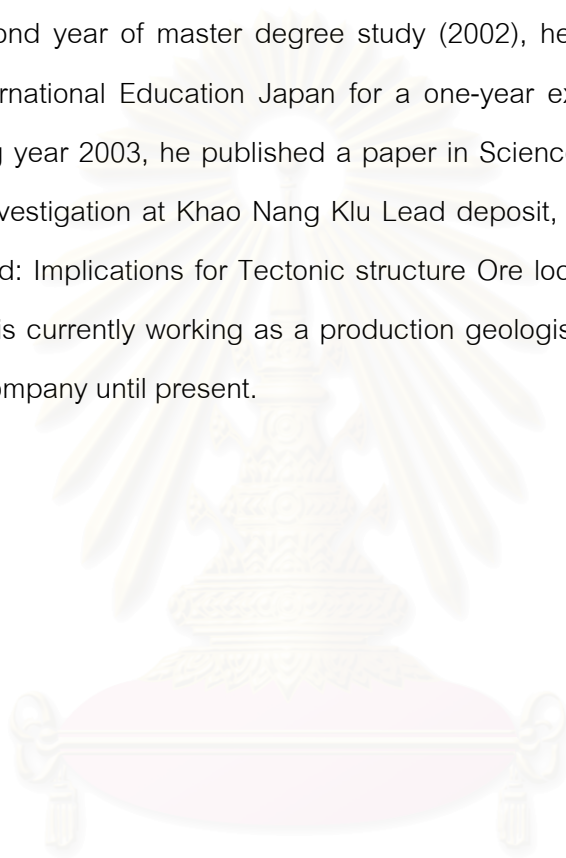 ond year of master degree study (2002), he
rnational Education Japan for a one-year ex
g year 2003, he published a paper in Scienc
vestigation at Khao Nang Klu Lead deposit,
d: Implications for Tectonic structure Ore loc
is currently working as a production geologis
ompany until present.